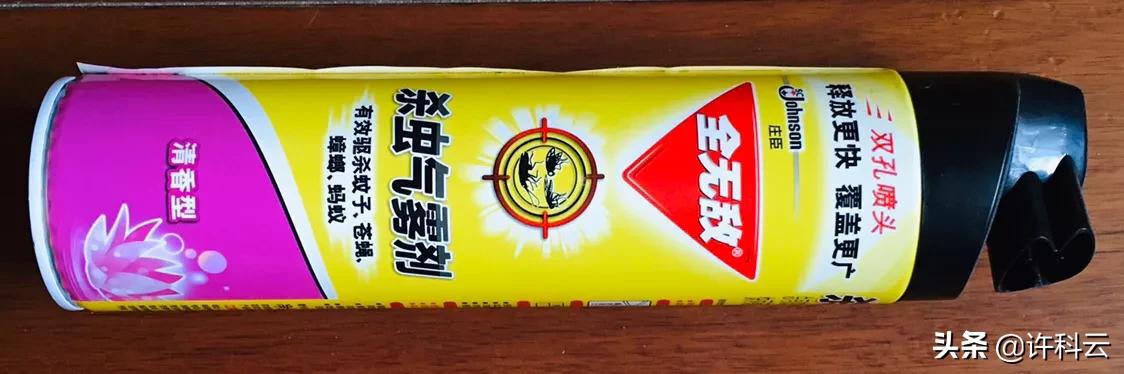 双孔喷头
释放更快 覆盖更广
SC Johnson
庄臣
全无敌®
杀虫气雾剂
有效驱杀蚊子、苍蝇、
蟑螂、蚂蚁
清香型
头条 @许科云